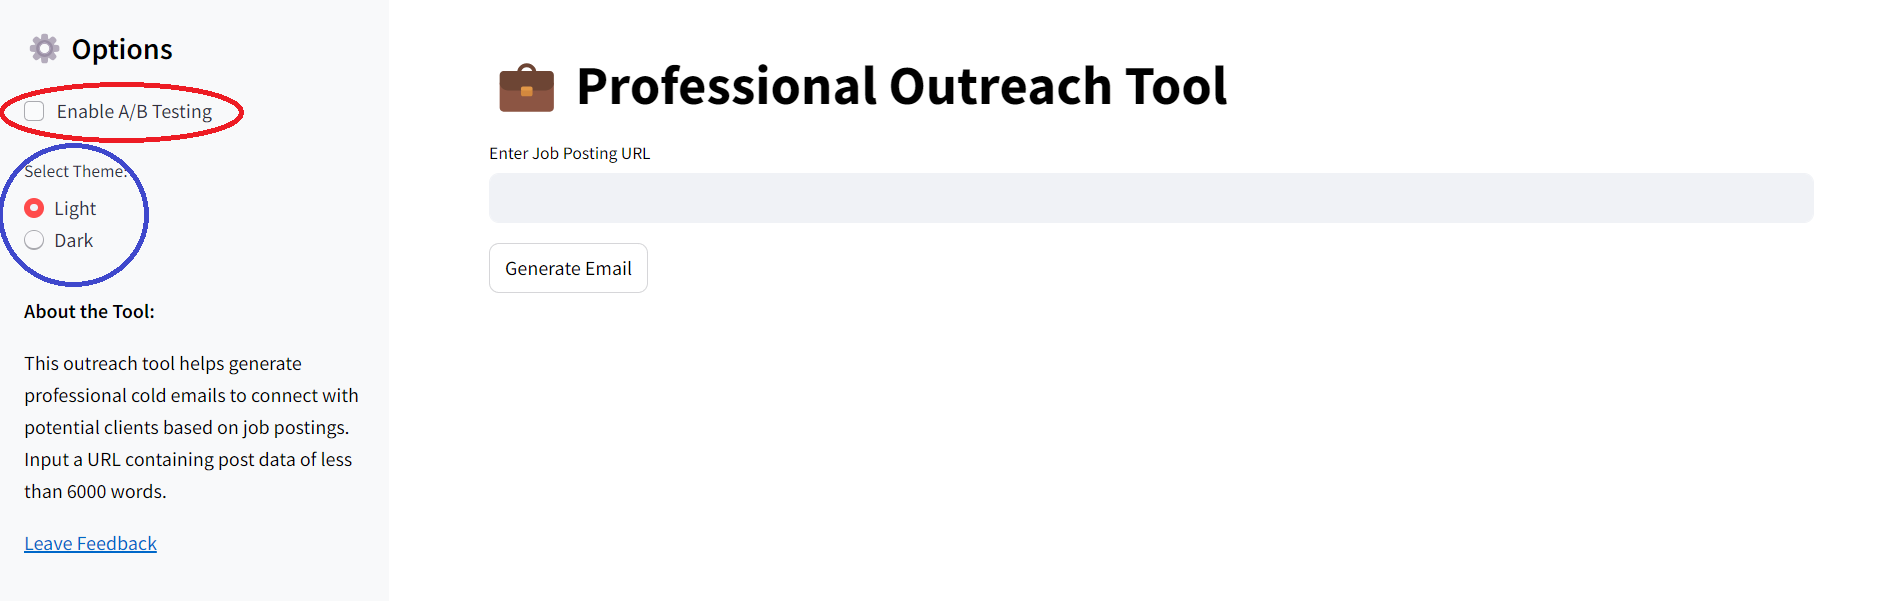 Options
Enable A/B Testing
Select Theme:
Light
Dark
About the Tool:
This outreach tool helps generate
professional cold emails to connect with
potential clients based on job postings.
Input a URL containing post data of less
than 6000 words.
Leave Feedback
Professional Outreach Tool
Enter Job Posting URL
Generate Email